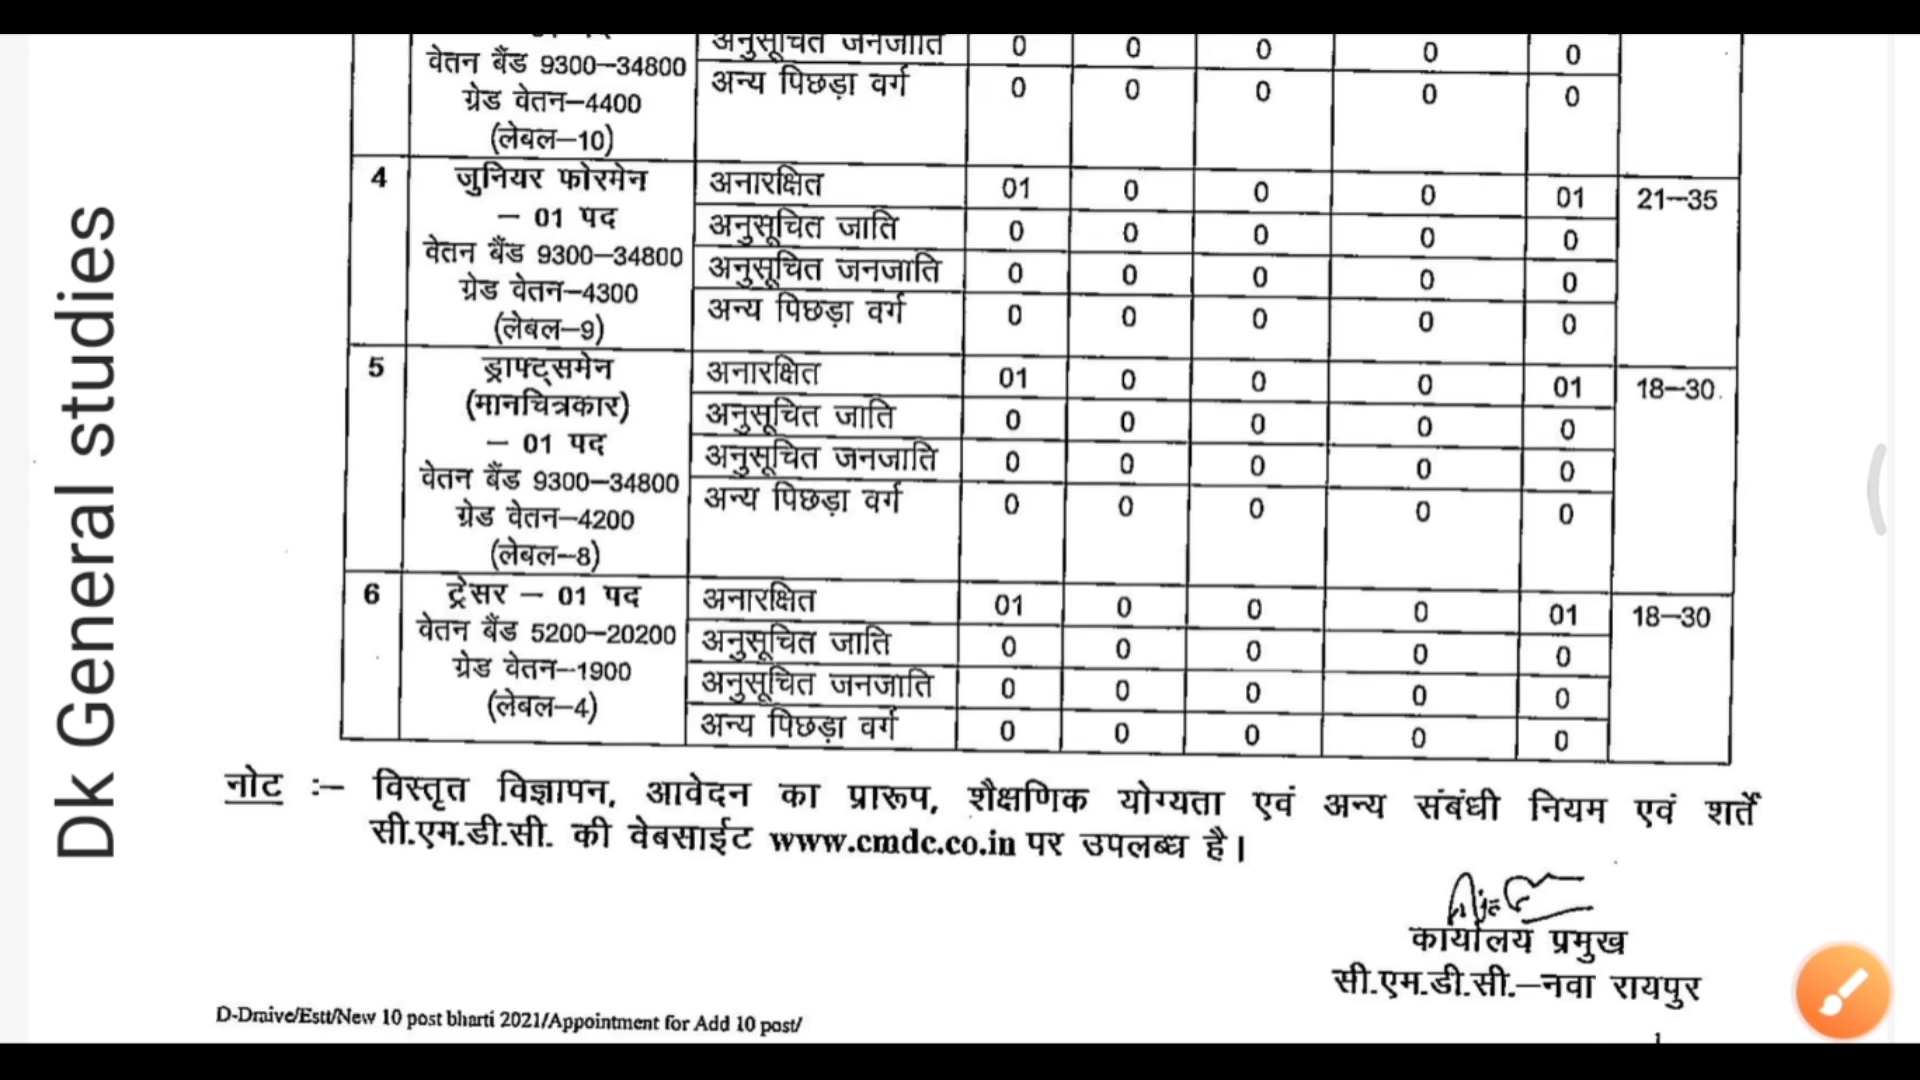 Dk General studies
वेतन बैंड 9300–34800
ग्रेड वेतन–4400
(लेबल–10)
अनुसूचित जनजाति 0 0 0 0 0
अन्य पिछड़ा वर्ग 0 0 0 0 0
4
जुनियर फोरमेन
– 01 पद
वेतन बैंड 9300–34800
ग्रेड वेतन–4300
(लेबल–9)
अनारक्षित 01 0 0 0 01 21–35
अनुसूचित जाति 0 0 0 0 0
अनुसूचित जनजाति 0 0 0 0 0
अन्य पिछड़ा वर्ग 0 0 0 0 0
5
ड्राफ्ट्समेन
(मानचित्रकार)
– 01 पद
वेतन बैंड 9300–34800
ग्रेड वेतन–4200
(लेबल–8)
अनारक्षित 01 0 0 0 01 18–30
अनुसूचित जाति 0 0 0 0 0
अनुसूचित जनजाति 0 0 0 0 0
अन्य पिछड़ा वर्ग 0 0 0 0 0
6
ट्रेसर – 01 पद
वेतन बैंड 5200–20200
ग्रेड वेतन–1900
(लेबल–4)
अनारक्षित 01 0 0 0 01 18–30
अनुसूचित जाति 0 0 0 0 0
अनुसूचित जनजाति 0 0 0 0 0
अन्य पिछड़ा वर्ग 0 0 0 0 0
नोट :– विस्तृत विज्ञापन, आवेदन का प्रारूप, शैक्षणिक योग्यता एवं अन्य संबंधी नियम एवं शर्ते
सी.एम.डी.सी. की वेबसाईट www.cmdc.co.in पर उपलब्ध है।
कार्यालय प्रमुख
सी.एम.डी.सी.–नवा रायपुर
D-Draive/Estt/New 10 post bharti 2021/Appointment for Add 10 post/